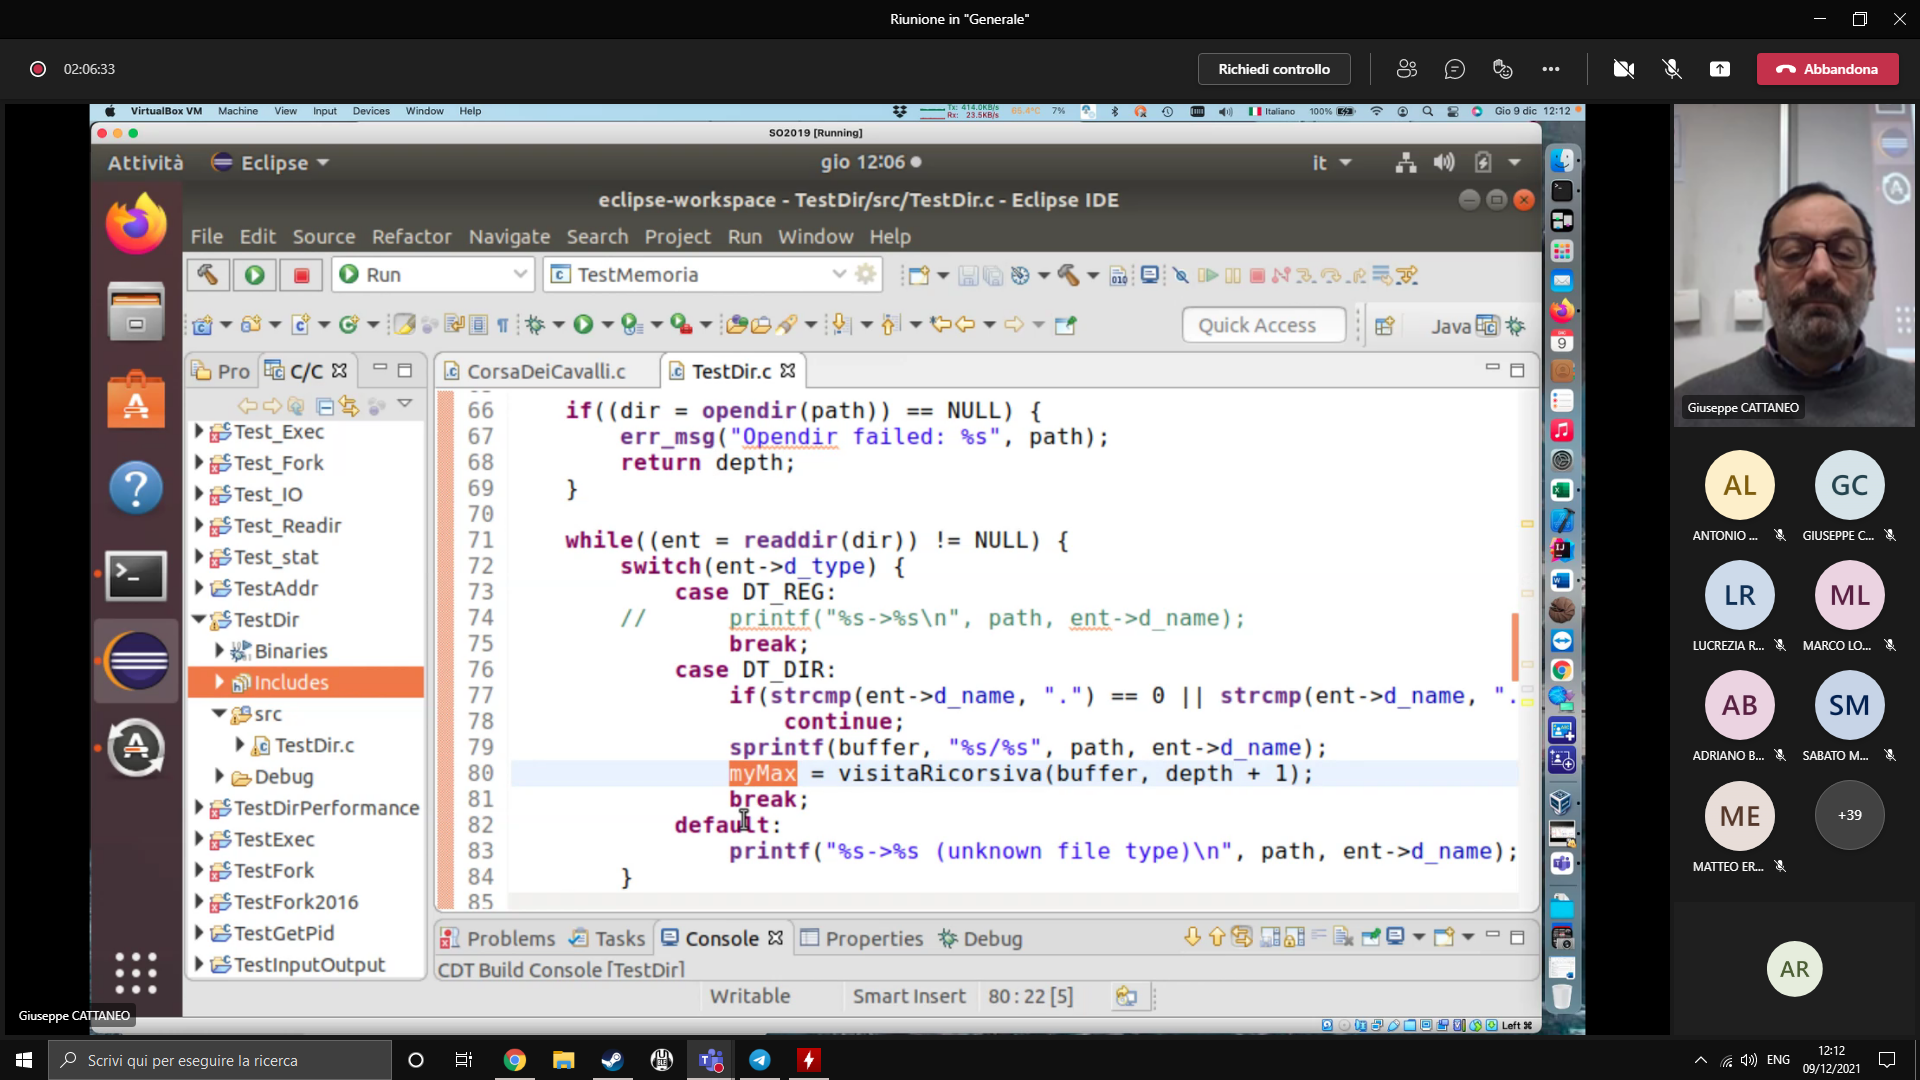 Riunione in "Generale"
02:06:33
Richiedi controllo
Abbandona
VirtualBox VM Machine View Input Devices Window Help
Tx: 414.0KB/s
Rx: 23.5KB/s
7%
Italiano 100% Gio 9 dic 12:12
SO2019 [Running]
Attività Eclipse gio 12:06 it
eclipse-workspace - TestDir/src/TestDir.c - Eclipse IDE
File Edit Source Refactor Navigate Search Project Run Window Help
Run TestMemoria
Quick Access Java
Pro C/C
CorsaDeiCavalli.c TestDir.c
Test_Exec
Test_Fork
Test_IO
Test_Readir
Test_stat
TestAddr
TestDir
Binaries
Includes
src
TestDir.c
Debug
TestDirPerformance
TestExec
TestFork
TestFork2016
TestGetPid
TestInputOutput
66 if((dir = opendir(path)) == NULL) {
67 err_msg("Opendir failed: %s", path);
68 return depth;
69 }
70
71 while((ent = readdir(dir)) != NULL) {
72 switch(ent->d_type) {
73 case DT_REG:
74 // printf("%s->%s\n", path, ent->d_name);
75 break;
76 case DT_DIR:
77 if(strcmp(ent->d_name, ".") == 0 || strcmp(ent->d_name, ".
78 continue;
79 sprintf(buffer, "%s/%s", path, ent->d_name);
80 myMax = visitaRicorsiva(buffer, depth + 1);
81 break;
82 default:
83 printf("%s->%s (unknown file type)\n", path, ent->d_name);
84 }
85
Problems Tasks Console Properties Debug
CDT Build Console [TestDir]
Writable Smart Insert 80 : 22 [5]
Left ⌘
Giuseppe CATTANEO
Giuseppe CATTANEO
AL GC
ANTONIO ... GIUSEPPE C...
LR ML
LUCREZIA R... MARCO LO...
AB SM
ADRIANO B... SABATO M...
ME +39
MATTEO ER...
AR
Scrivi qui per eseguire la ricerca
ENG
12:12
09/12/2021